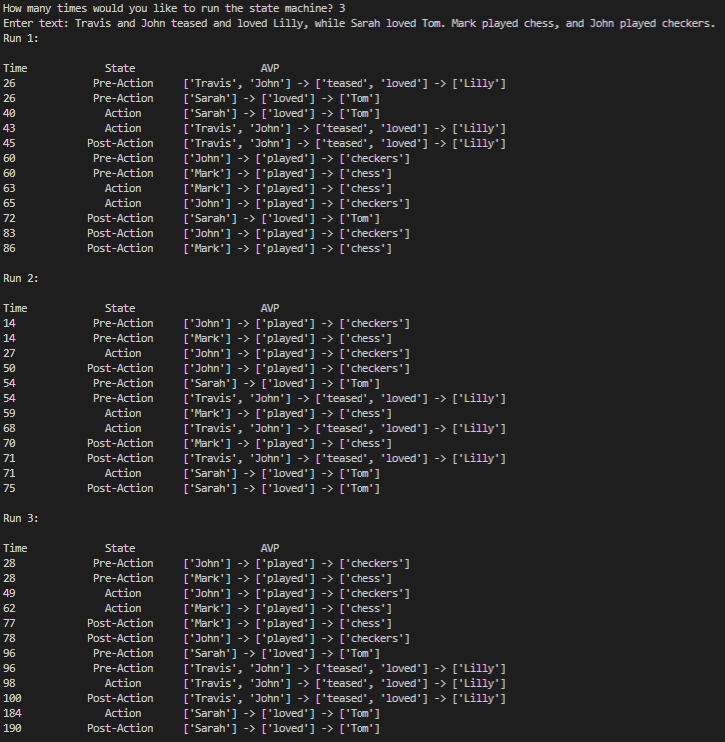 How many times would you like to run the state machine? 3
Enter text: Travis and John teased and loved Lilly, while Sarah loved Tom. Mark played chess, and John played checkers.
Run 1:
Time State AVP
26 Pre-Action ['Travis', 'John'] -> ['teased', 'loved'] -> ['Lilly']
26 Pre-Action ['Sarah'] -> ['loved'] -> ['Tom']
40 Action ['Sarah'] -> ['loved'] -> ['Tom']
43 Action ['Travis', 'John'] -> ['teased', 'loved'] -> ['Lilly']
45 Post-Action ['Travis', 'John'] -> ['teased', 'loved'] -> ['Lilly']
60 Pre-Action ['John'] -> ['played'] -> ['checkers']
60 Pre-Action ['Mark'] -> ['played'] -> ['chess']
63 Action ['Mark'] -> ['played'] -> ['chess']
65 Action ['John'] -> ['played'] -> ['checkers']
72 Post-Action ['Sarah'] -> ['loved'] -> ['Tom']
83 Post-Action ['John'] -> ['played'] -> ['checkers']
86 Post-Action ['Mark'] -> ['played'] -> ['chess']
Run 2:
Time State AVP
14 Pre-Action ['John'] -> ['played'] -> ['checkers']
14 Pre-Action ['Mark'] -> ['played'] -> ['chess']
27 Action ['John'] -> ['played'] -> ['checkers']
50 Post-Action ['John'] -> ['played'] -> ['checkers']
54 Pre-Action ['Sarah'] -> ['loved'] -> ['Tom']
54 Pre-Action ['Travis', 'John'] -> ['teased', 'loved'] -> ['Lilly']
59 Action ['Mark'] -> ['played'] -> ['chess']
68 Action ['Travis', 'John'] -> ['teased', 'loved'] -> ['Lilly']
70 Post-Action ['Mark'] -> ['played'] -> ['chess']
71 Post-Action ['Travis', 'John'] -> ['teased', 'loved'] -> ['Lilly']
71 Action ['Sarah'] -> ['loved'] -> ['Tom']
75 Post-Action ['Sarah'] -> ['loved'] -> ['Tom']
Run 3:
Time State AVP
28 Pre-Action ['John'] -> ['played'] -> ['checkers']
28 Pre-Action ['Mark'] -> ['played'] -> ['chess']
49 Action ['John'] -> ['played'] -> ['checkers']
62 Action ['Mark'] -> ['played'] -> ['chess']
77 Post-Action ['Mark'] -> ['played'] -> ['chess']
78 Post-Action ['John'] -> ['played'] -> ['checkers']
96 Pre-Action ['Sarah'] -> ['loved'] -> ['Tom']
96 Pre-Action ['Travis', 'John'] -> ['teased', 'loved'] -> ['Lilly']
98 Action ['Travis', 'John'] -> ['teased', 'loved'] -> ['Lilly']
100 Post-Action ['Travis', 'John'] -> ['teased', 'loved'] -> ['Lilly']
184 Action ['Sarah'] -> ['loved'] -> ['Tom']
190 Post-Action ['Sarah'] -> ['loved'] -> ['Tom']